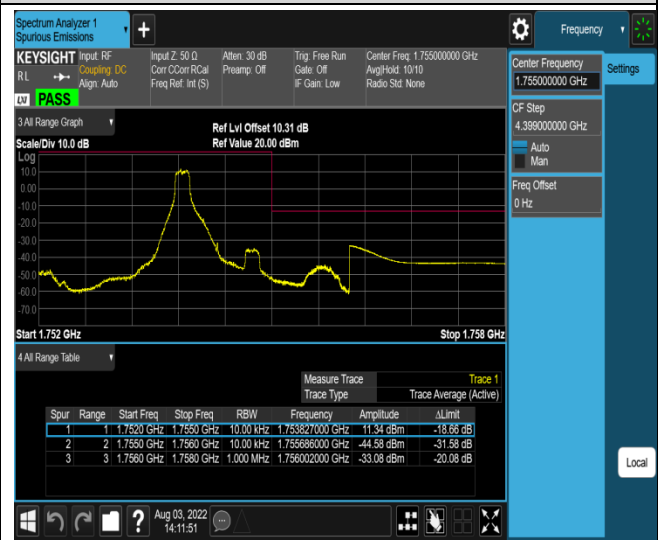 Spectrum Analyzer 1
Spurious Emissions
+
Frequency
KEYSIGHT Input: RF Input Z: 50 Ω Atten: 30 dB Trig: Free Run Center Freq: 1.755000000 GHz
RL Coupling: DC Corr CCorr RCal Preamp: Off Gate: Off Avg|Hold: 10/10
Align: Auto Freq Ref: Int (S) IF Gain: Low Radio Std: None
LXI PASS
Center Frequency
1.755000000 GHz
Settings
CF Step
4.399000000 GHz
Auto
Man
Freq Offset
0 Hz
3 All Range Graph
Ref Lvl Offset 10.31 dB
Scale/Div 10.0 dB Ref Value 20.00 dBm
Log
10.0
0.00
-10.0
-20.0
-30.0
-40.0
-50.0
-60.0
-70.0
Start 1.752 GHz Stop 1.758 GHz
4 All Range Table
Measure Trace Trace 1
Trace Type Trace Average (Active)
Spur Range Start Freq Stop Freq RBW Frequency Amplitude ΔLimit
1 1 1.7520 GHz 1.7550 GHz 10.00 kHz 1.753827000 GHz 11.34 dBm -18.66 dB
2 2 1.7550 GHz 1.7560 GHz 10.00 kHz 1.755686000 GHz -44.58 dBm -31.58 dB
3 3 1.7560 GHz 1.7580 GHz 1.000 MHz 1.756002000 GHz -33.08 dBm -20.08 dB
Local
? Aug 03, 2022
14:11:51